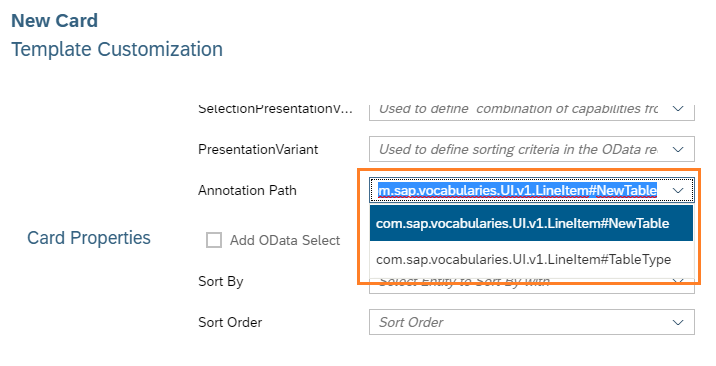 New Card
Template Customization
SelectionPresentationV...
Used to define combination of capabilities fro
PresentationVariant
Used to define sorting criteria in the OData re
Annotation Path
m.sap.vocabularies.UI.v1.LineItem#NewTable
com.sap.vocabularies.UI.v1.LineItem#NewTable
Card Properties
Add OData Select
com.sap.vocabularies.UI.v1.LineItem#TableType
Sort By
Select Entity to Sort By with
Sort Order
Sort Order